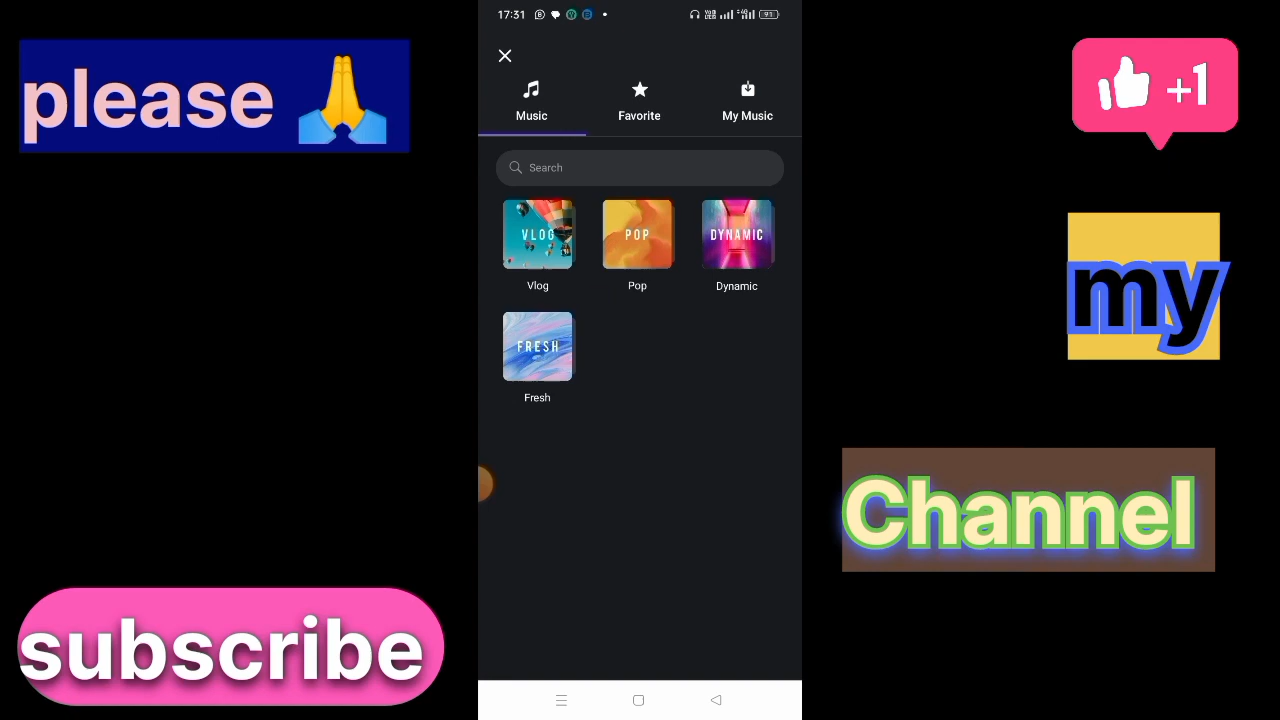 please 🙏
17:31
91
Music
Favorite
My Music
Search
VLOG
POP
DYNAMIC
Vlog
Pop
Dynamic
FRESH
Fresh
+1
my
Channel
subscribe